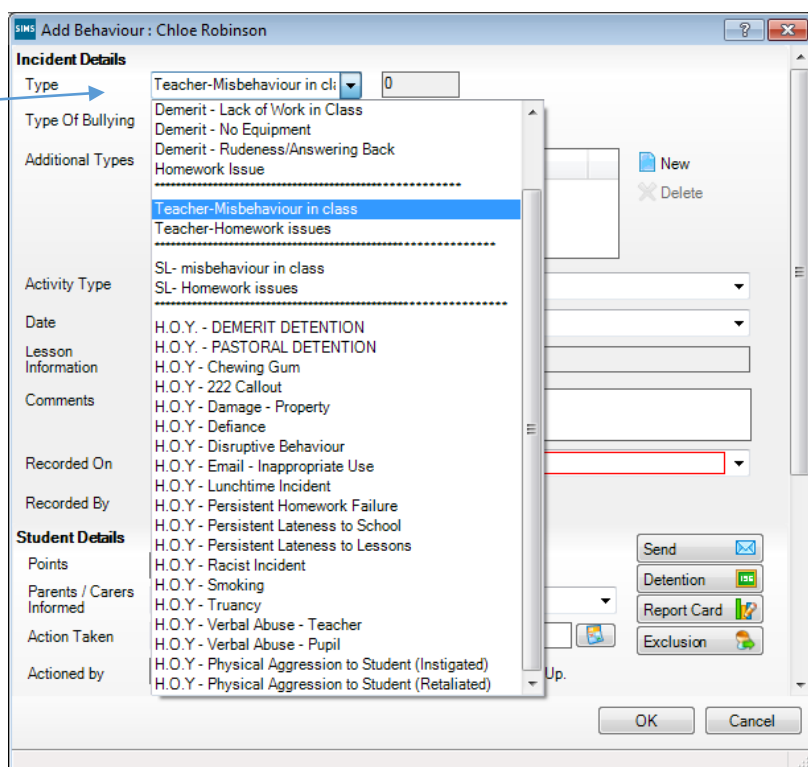 SIMS Add Behaviour : Chloe Robinson ?
Incident Details
Type Teacher-Misbehaviour in cla 0
Type Of Bullying
Additional Types
Demerit - Lack of Work in Class
Demerit - No Equipment
Demerit - Rudeness/Answering Back
Homework Issue
Teacher-Misbehaviour in class
Teacher-Homework issues
SL- misbehaviour in class
SL- Homework issues
H.O.Y. - DEMERIT DETENTION
H.O.Y. - PASTORAL DETENTION
H.O.Y - Chewing Gum
H.O.Y - 222 Callout
H.O.Y - Damage - Property
H.O.Y - Defiance
H.O.Y - Disruptive Behaviour
H.O.Y - Email - Inappropriate Use
H.O.Y - Lunchtime Incident
H.O.Y - Persistent Homework Failure
H.O.Y - Persistent Lateness to School
H.O.Y - Persistent Lateness to Lessons
H.O.Y - Racist Incident
H.O.Y - Smoking
H.O.Y - Truancy
H.O.Y - Verbal Abuse - Teacher
H.O.Y - Verbal Abuse - Pupil
H.O.Y - Physical Aggression to Student (Instigated)
H.O.Y - Physical Aggression to Student (Retaliated)
New
Delete
Activity Type
Date
Lesson
Information
Comments
Recorded On
Recorded By
Student Details
Points
Parents / Carers
Informed
Action Taken
Actioned by
Up.
Send
Detention
Report Card
Exclusion
OK Cancel